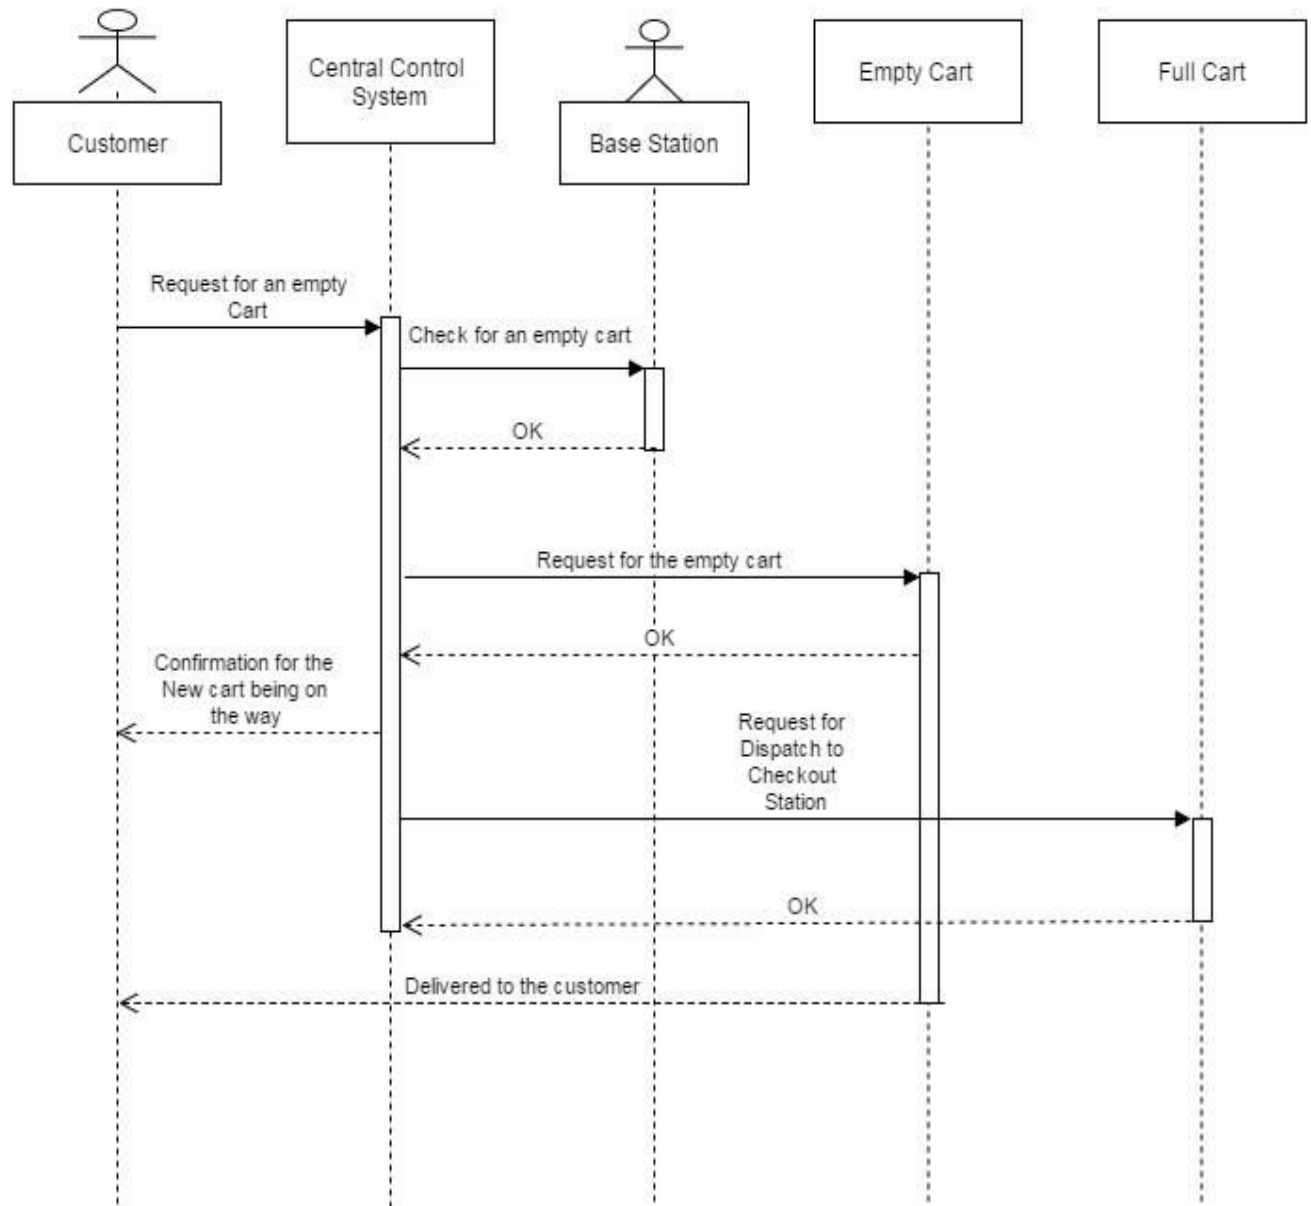 Customer
Central Control
System
Base Station
Empty Cart
Full Cart
Request for an empty
Cart
Check for an empty cart
OK
Request for the empty cart
OK
Confirmation for the
New cart being on
the way
Request for
Dispatch to
Checkout
Station
OK
Delivered to the customer